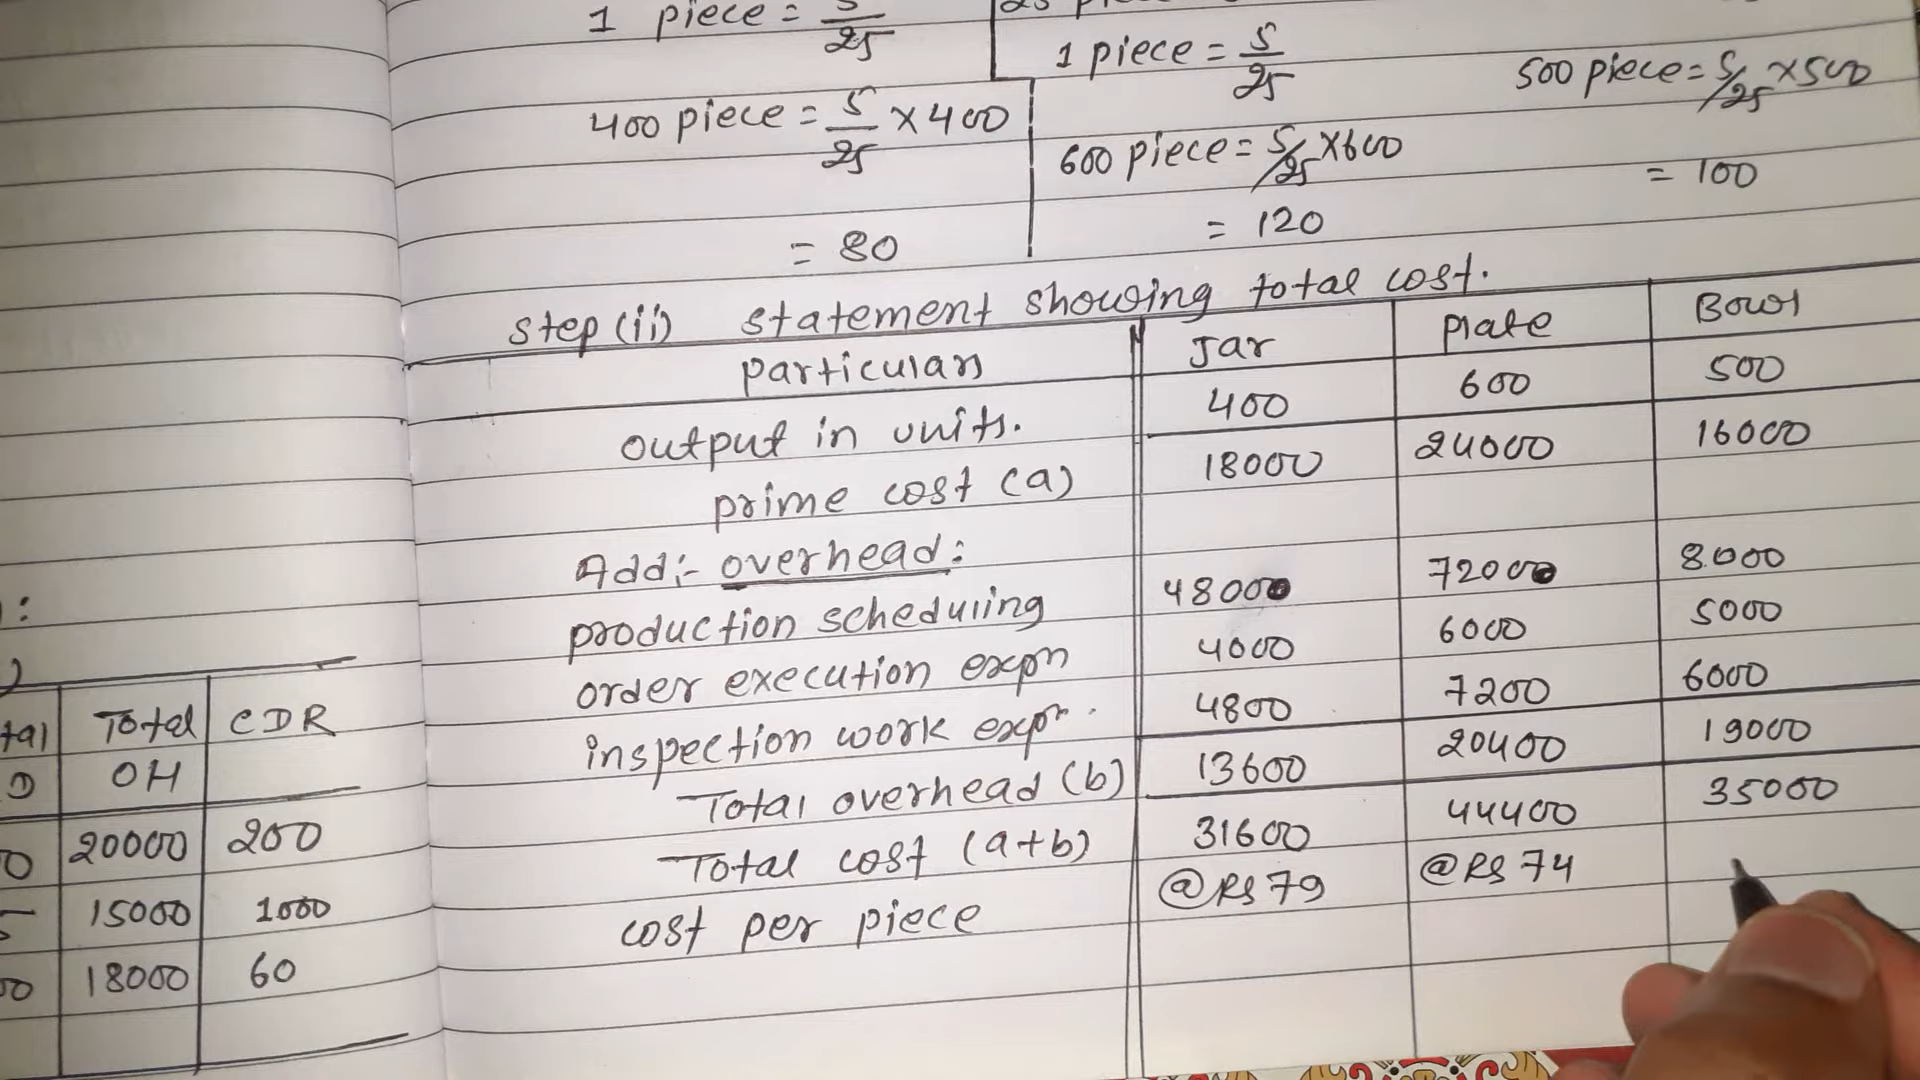 1 piece = 5/25
1 piece = 5/25
500 piece = 5/25 × 500
400 piece = 5/25 × 400
600 piece = 5/25 × 600
= 100
= 120
= 80
Step (ii) Statement showing total cost.
particulars Jar Plate Bowl
output in units. 400 600 500
prime cost (a) 18000 24000 16000
Add:- overhead:
production scheduling 48000 72000 8000
order execution expn 4000 6000 5000
inspection work expn. 4800 7200 6000
Total overhead (b) 13600 20400 19000
Total cost (a+b) 31600 44400 35000
cost per piece @RS 79 @RS 74
Total CDR
OH
20000 200
15000 1000
18000 60